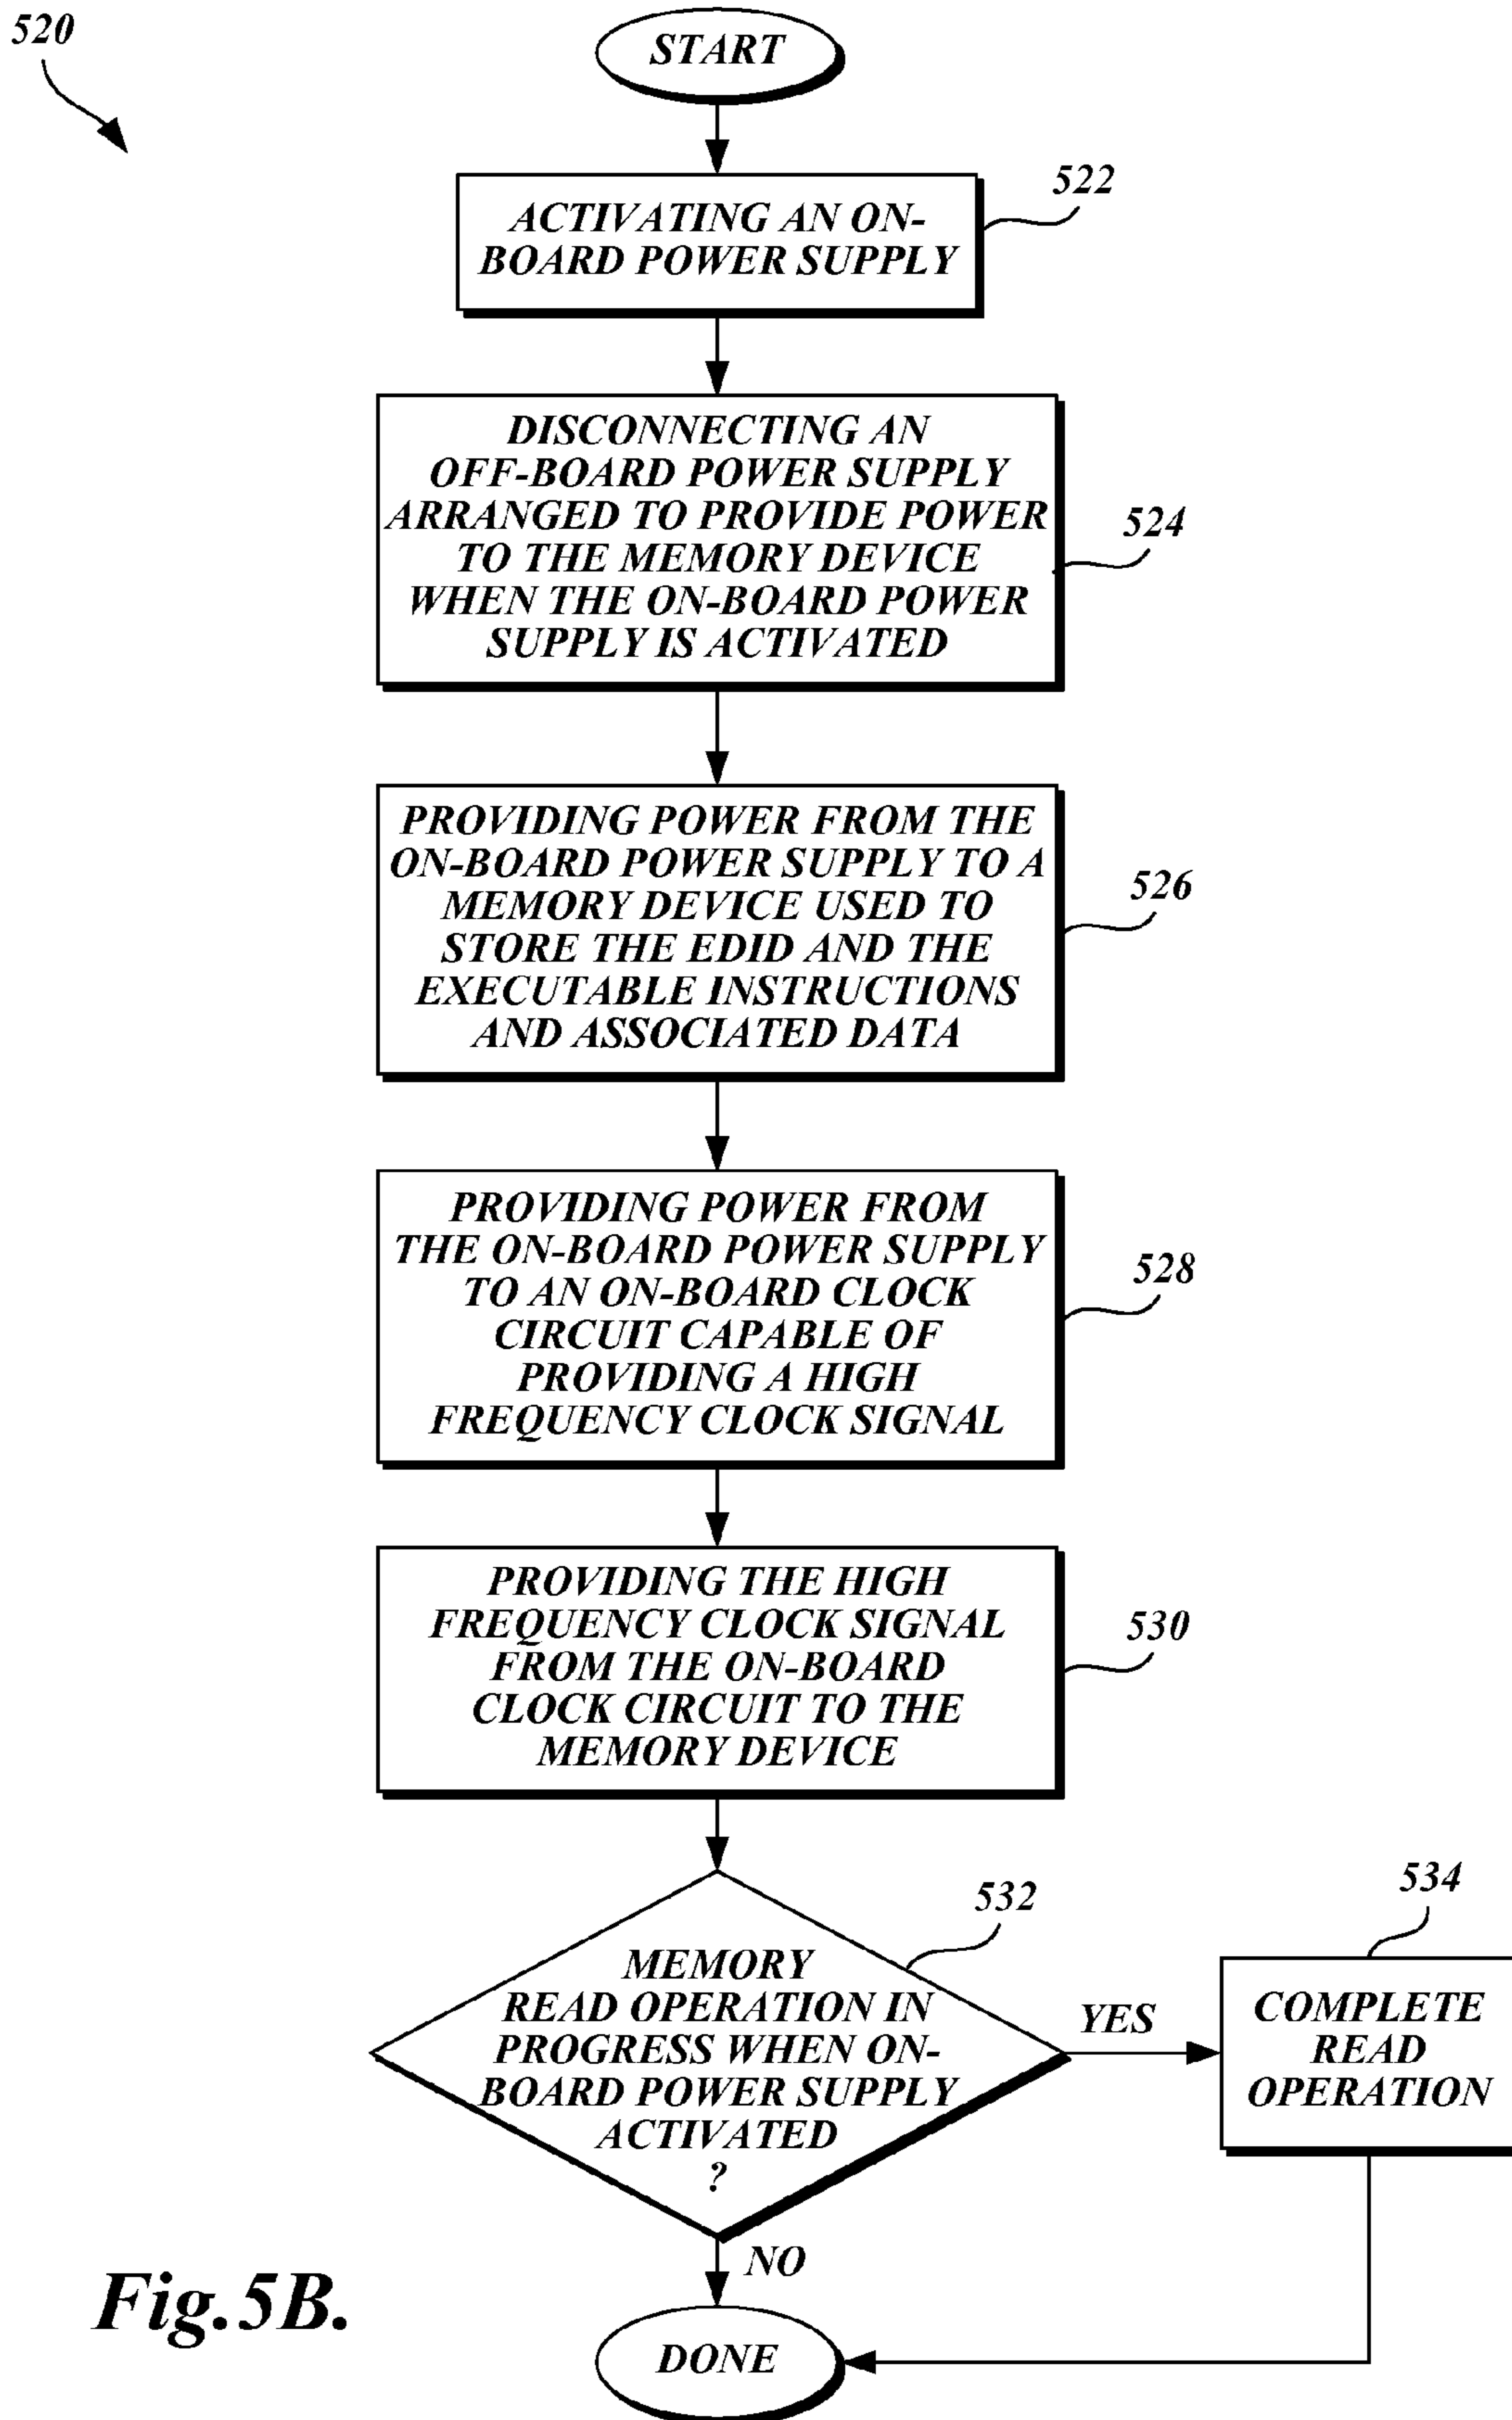 520
START
522
ACTIVATING AN ON-
BOARD POWER SUPPLY
DISCONNECTING AN
OFF-BOARD POWER SUPPLY
ARRANGED TO PROVIDE POWER
TO THE MEMORY DEVICE
WHEN THE ON-BOARD POWER
SUPPLY IS ACTIVATED
524
PROVIDING POWER FROM THE
ON-BOARD POWER SUPPLY TO A
MEMORY DEVICE USED TO
STORE THE EDID AND THE
EXECUTABLE INSTRUCTIONS
AND ASSOCIATED DATA
526
PROVIDING POWER FROM
THE ON-BOARD POWER SUPPLY
TO AN ON-BOARD CLOCK
CIRCUIT CAPABLE OF
PROVIDING A HIGH
FREQUENCY CLOCK SIGNAL
528
PROVIDING THE HIGH
FREQUENCY CLOCK SIGNAL
FROM THE ON-BOARD
CLOCK CIRCUIT TO THE
MEMORY DEVICE
530
532
MEMORY
READ OPERATION IN
PROGRESS WHEN ON-
BOARD POWER SUPPLY
ACTIVATED
?
YES
534
COMPLETE
READ
OPERATION
NO
DONE
Fig.5B.